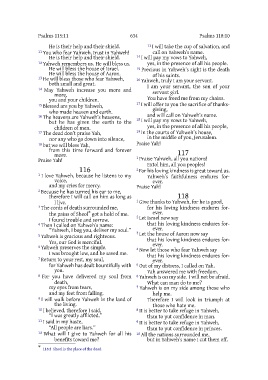 Psalms 115:11
634
Psalms 118:10
He is their help and their shield.
11 You who fear Yahweh, trust in Yahweh!
He is their help and their shield.
12 Yahweh remembers us. He will bless us.
He will bless the house of Israel.
He will bless the house of Aaron.
13 He will bless those who fear Yahweh,
both small and great.
14 May Yahweh increase you more and
more,
you and your children.
15 Blessed are you by Yahweh,
who made heaven and earth.
16 The heavens are Yahweh's heavens,
but he has given the earth to the
children of men.
17 The dead don't praise Yah,
nor any who go down into silence,
18 but we will bless Yah,
from this time forward and forever
more.
Praise Yah!
116
1 I love Yahweh, because he listens to my
voice,
and my cries for mercy.
2 Because he has turned his ear to me,
therefore I will call on him as long as
I live.
3 The cords of death surrounded me,
the pains of Sheol* got a hold of me.
I found trouble and sorrow.
4 Then I called on Yahweh's name:
"Yahweh, I beg you, deliver my soul."
5 Yahweh is gracious and righteous.
Yes, our God is merciful.
6 Yahweh preserves the simple.
I was brought low, and he saved me.
7 Return to your rest, my soul,
for Yahweh has dealt bountifully with
you.
8 For you have delivered my soul from
death,
my eyes from tears,
and my feet from falling.
9 I will walk before Yahweh in the land of
the living.
10 I believed, therefore I said,
"I was greatly afflicted."
11 I said in my haste,
"All people are liars."
12 What will I give to Yahweh for all his
benefits toward me?
13 I will take the cup of salvation, and
call on Yahweh's name.
14 I will pay my vows to Yahweh,
yes, in the presence of all his people.
15 Precious in Yahweh's sight is the death
of his saints.
16 Yahweh, truly I am your servant.
I am your servant, the son of your
servant girl.
You have freed me from my chains.
17 I will offer to you the sacrifice of thanks-
giving,
and will call on Yahweh's name.
18 I will pay my vows to Yahweh,
yes, in the presence of all his people,
19 in the courts of Yahweh's house,
in the middle of you, Jerusalem.
Praise Yah!
117
1 Praise Yahweh, all you nations!
Extol him, all you peoples!
2 For his loving kindness is great toward us.
Yahweh's faithfulness endures for-
ever.
Praise Yah!
118
1 Give thanks to Yahweh, for he is good,
for his loving kindness endures for-
ever.
2 Let Israel now say
that his loving kindness endures for-
ever.
3 Let the house of Aaron now say
that his loving kindness endures for-
ever.
4 Now let those who fear Yahweh say
that his loving kindness endures for-
ever.
5 Out of my distress, I called on Yah.
Yah answered me with freedom.
6 Yahweh is on my side. I will not be afraid.
What can man do to me?
7 Yahweh is on my side among those who
help me.
Therefore I will look in triumph at
those who hate me.
8 It is better to take refuge in Yahweh,
than to put confidence in man.
9 It is better to take refuge in Yahweh,
than to put confidence in princes.
10 All the nations surrounded me,
but in Yahweh's name I cut them off.
* 116:3 Sheol is the place of the dead.